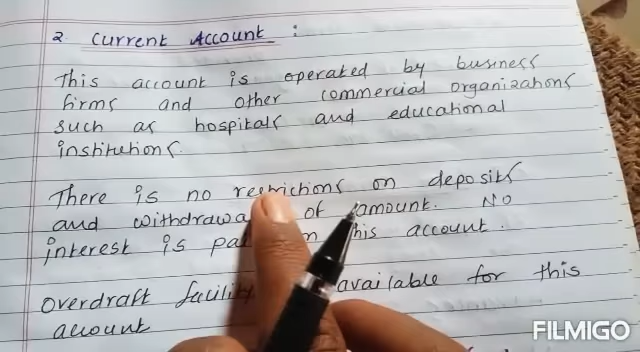 2 Current Account :
This account is operated by business
firms and other commercial organizations
such as hospitals and educational
institutions.
There is no restrictions on deposits
and withdrawa of amount. No
interest is this account.
Overdraft facility available for this
account
FILMIGO